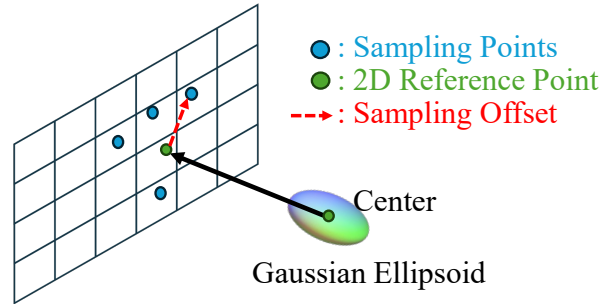 : Sampling Points
: 2D Reference Point
: Sampling Offset
Center
Gaussian Ellipsoid